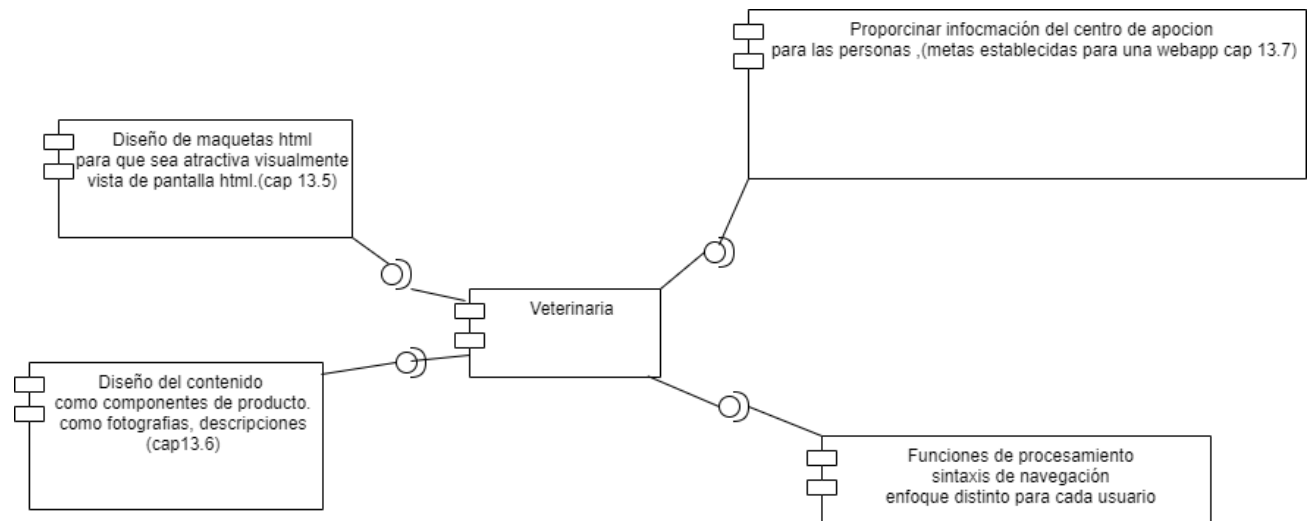 Proporcinar infocmación del centro de apocion
para las personas ,(metas establecidas para una webapp cap 13.7)
Diseño de maquetas html
para que sea atractiva visualmente
vista de pantalla html.(cap 13.5)
Veterinaria
Diseño del contenido
como componentes de producto.
como fotografias, descripciones
(cap13.6)
Funciones de procesamiento
sintaxis de navegación
enfoque distinto para cada usuario